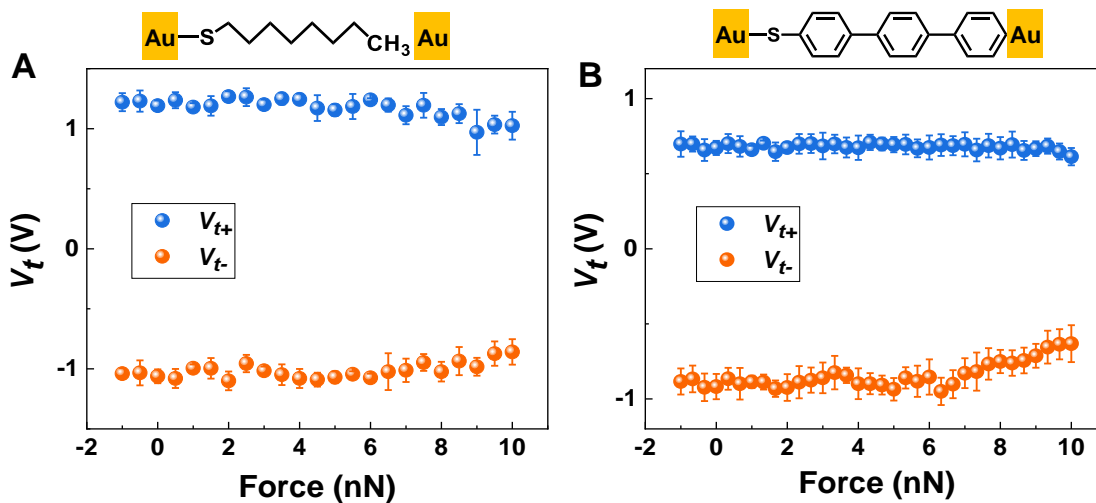 Au S CH3 Au
Au S Au
A
B
Vt (V)
1
0
-1
Vt+
Vt-
-2 0 2 4 6 8 10
Force (nN)
Vt (V)
1
0
-1
Vt+
Vt-
-2 0 2 4 6 8 10
Force (nN)